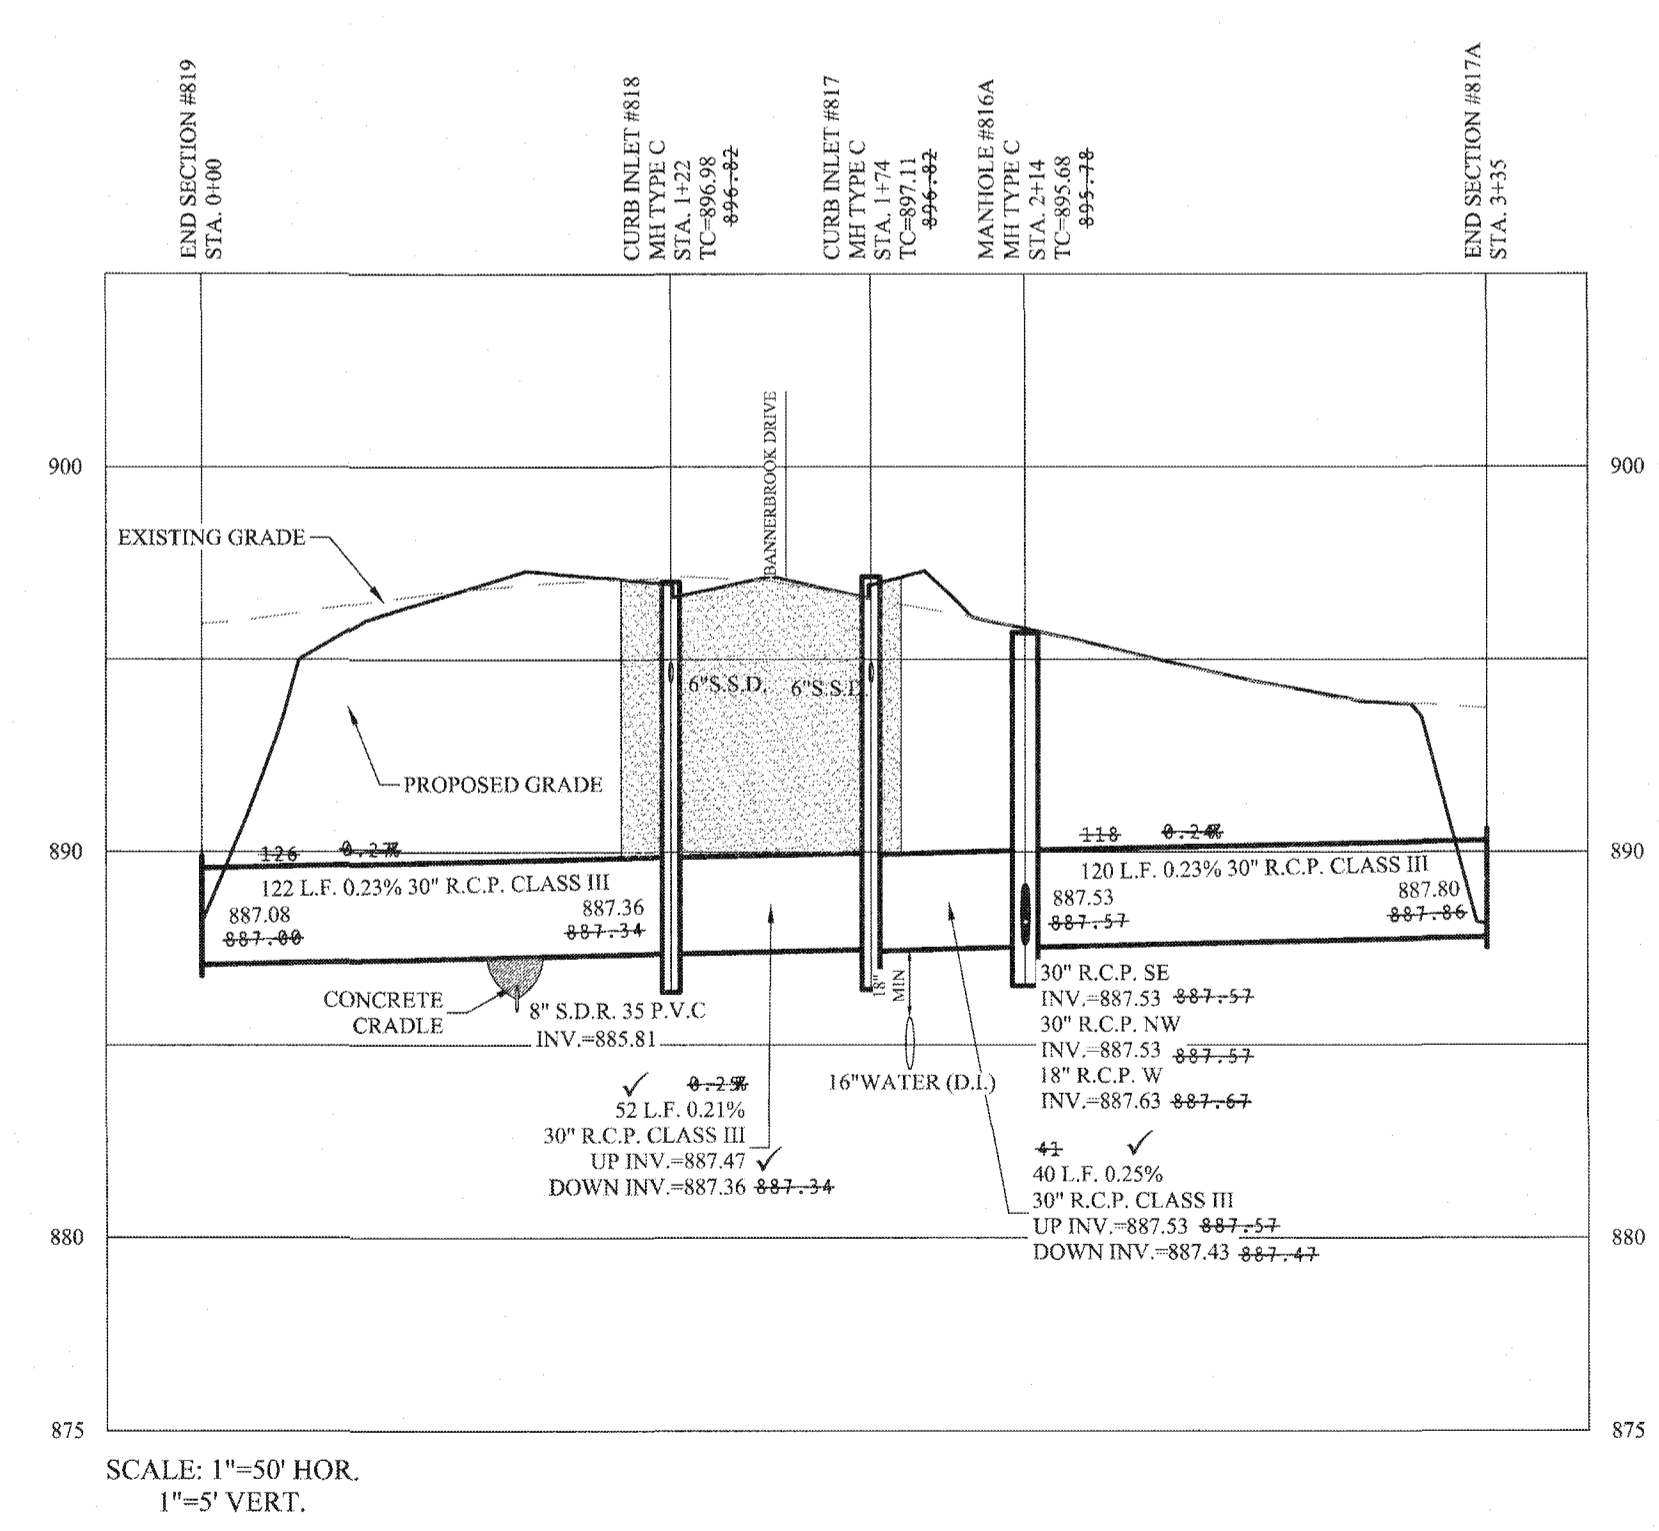 END SECTION #819
STA. 0+00
CURB INLET #818
MH TYPE C
STA. 1+22
TC=896.98
896.82
CURB INLET #817
MH TYPE C
STA. 1+74
TC=897.11
896.82
MANHOLE #816A
MH TYPE C
STA. 2+14
TC=895.68
895.78
END SECTION #817A
STA. 3+35
BANNERBROOK DRIVE
900
900
EXISTING GRADE
6"S.S.D.
6"S.S.D.
PROPOSED GRADE
126 0.27%
118 0.24%
890
890
122 L.F. 0.23% 30" R.C.P. CLASS III
887.08
887.00
887.36
887.34
120 L.F. 0.23% 30" R.C.P. CLASS III
887.53
887.57
887.80
887.86
CONCRETE
CRADLE
8" S.D.R. 35 P.V.C
INV.=885.81
18"
MIN
16"WATER (D.I.)
30" R.C.P. SE
INV.=887.53 887.57
30" R.C.P. NW
INV.=887.53 887.57
18" R.C.P. W
INV.=887.63 887.67
✓ 0.25%
52 L.F. 0.21%
30" R.C.P. CLASS III
UP INV.=887.47 ✓
DOWN INV.=887.36 887.34
41 ✓
40 L.F. 0.25%
30" R.C.P. CLASS III
UP INV.=887.53 887.57
DOWN INV.=887.43 887.47
880
880
875
875
SCALE: 1"=50' HOR.
1"=5' VERT.